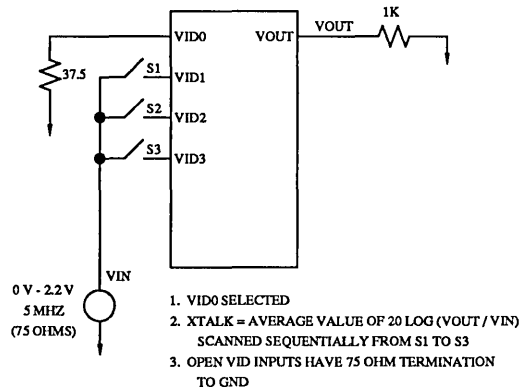 1K
VID0
VOUT
VOUT
37.5
S1
VID1
S2
VID2
S3
VID3
VIN
0 V - 2.2 V
5 MHZ
(75 OHMS)
1. VID0 SELECTED
2. XTALK = AVERAGE VALUE OF 20 LOG (VOUT / VIN)
SCANNED SEQUENTIALLY FROM S1 TO S3
3. OPEN VID INPUTS HAVE 75 OHM TERMINATION
TO GND